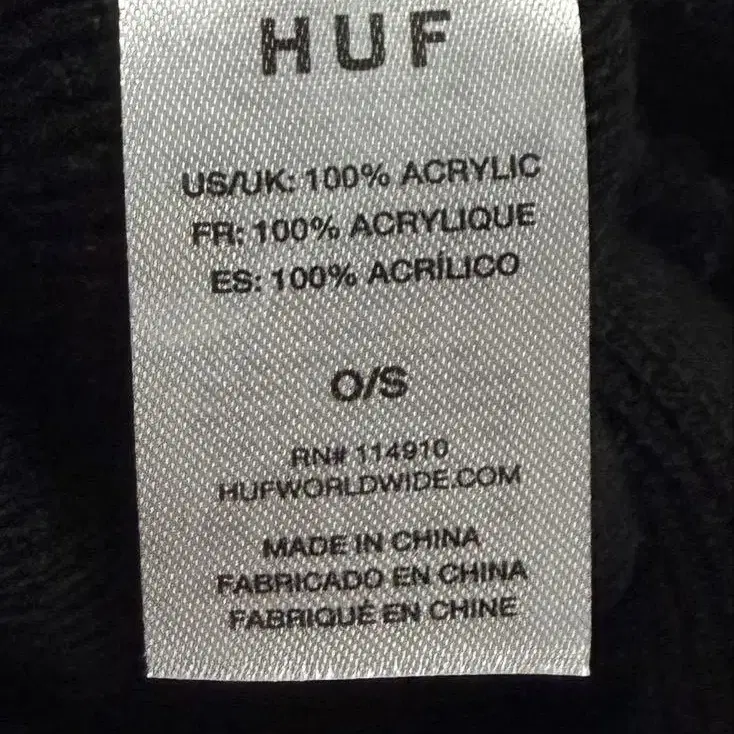 HUF
US/UK: 100% ACRYLIC
FR: 100% ACRYLIQUE
ES: 100% ACRÍLICO
O/S
RN# 114910
HUFWORLDWIDE.COM
MADE IN CHINA
FABRICADO EN CHINA
FABRIQUÉ EN CHINE